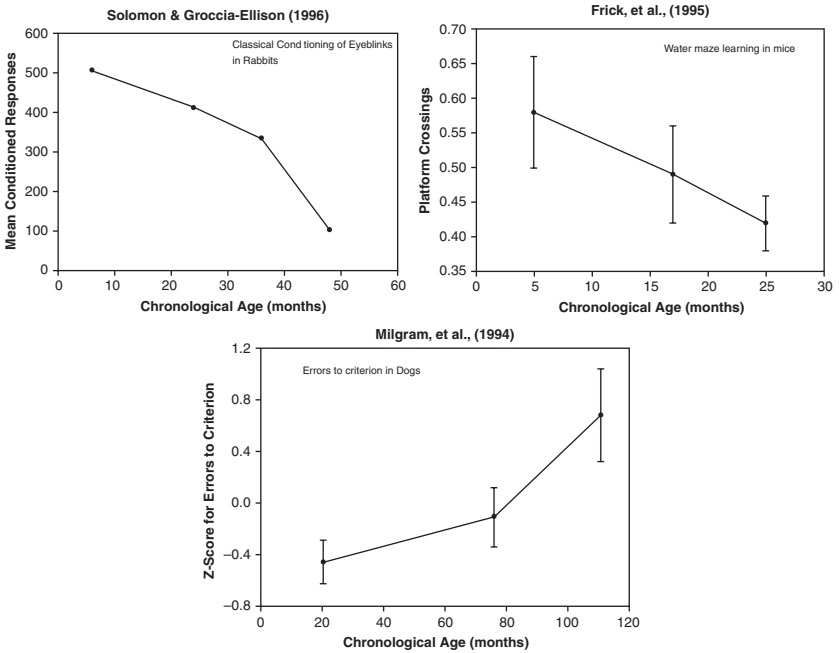 Solomon & Groccia-Ellison (1996)
600
500
400
300
200
100
0
Mean Conditioned Responses
Classical Cond tioning of Eyeblinks
in Rabbits
0 10 20 30 40 50 60
Chronological Age (months)
Frick, et al., (1995)
0.70
0.65
0.60
0.55
0.50
0.45
0.40
0.35
Platform Crossings
Water maze learning in mice
0 5 10 15 20 25 30
Chronological Age (months)
Milgram, et al., (1994)
1.2
0.8
0.4
0.0
–0.4
–0.8
Z-Score for Errors to Criterion
Errors to criterion in Dogs
0 20 40 60 80 100 120
Chronological Age (months)